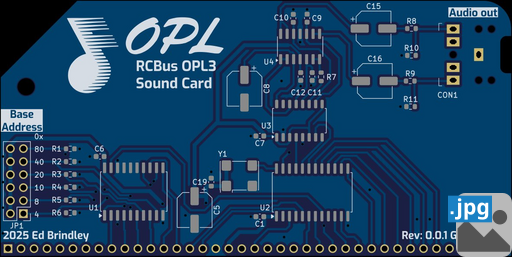 OPL
RCBus OPL3
Sound Card
Audio out
C10
C9
C15
R8
R10
U4
C16
R9
R7
C12 C11
R11
CON1
C8
Base
Address
0x
80
R1
40
R2
20
R3
10
R4
8
R5
4
R6
JP1
C6
U1
U3
C7
Y1
C19
C5
U2
C1
2025 Ed Brindley
Rev: 0.0.1 G
.jpg